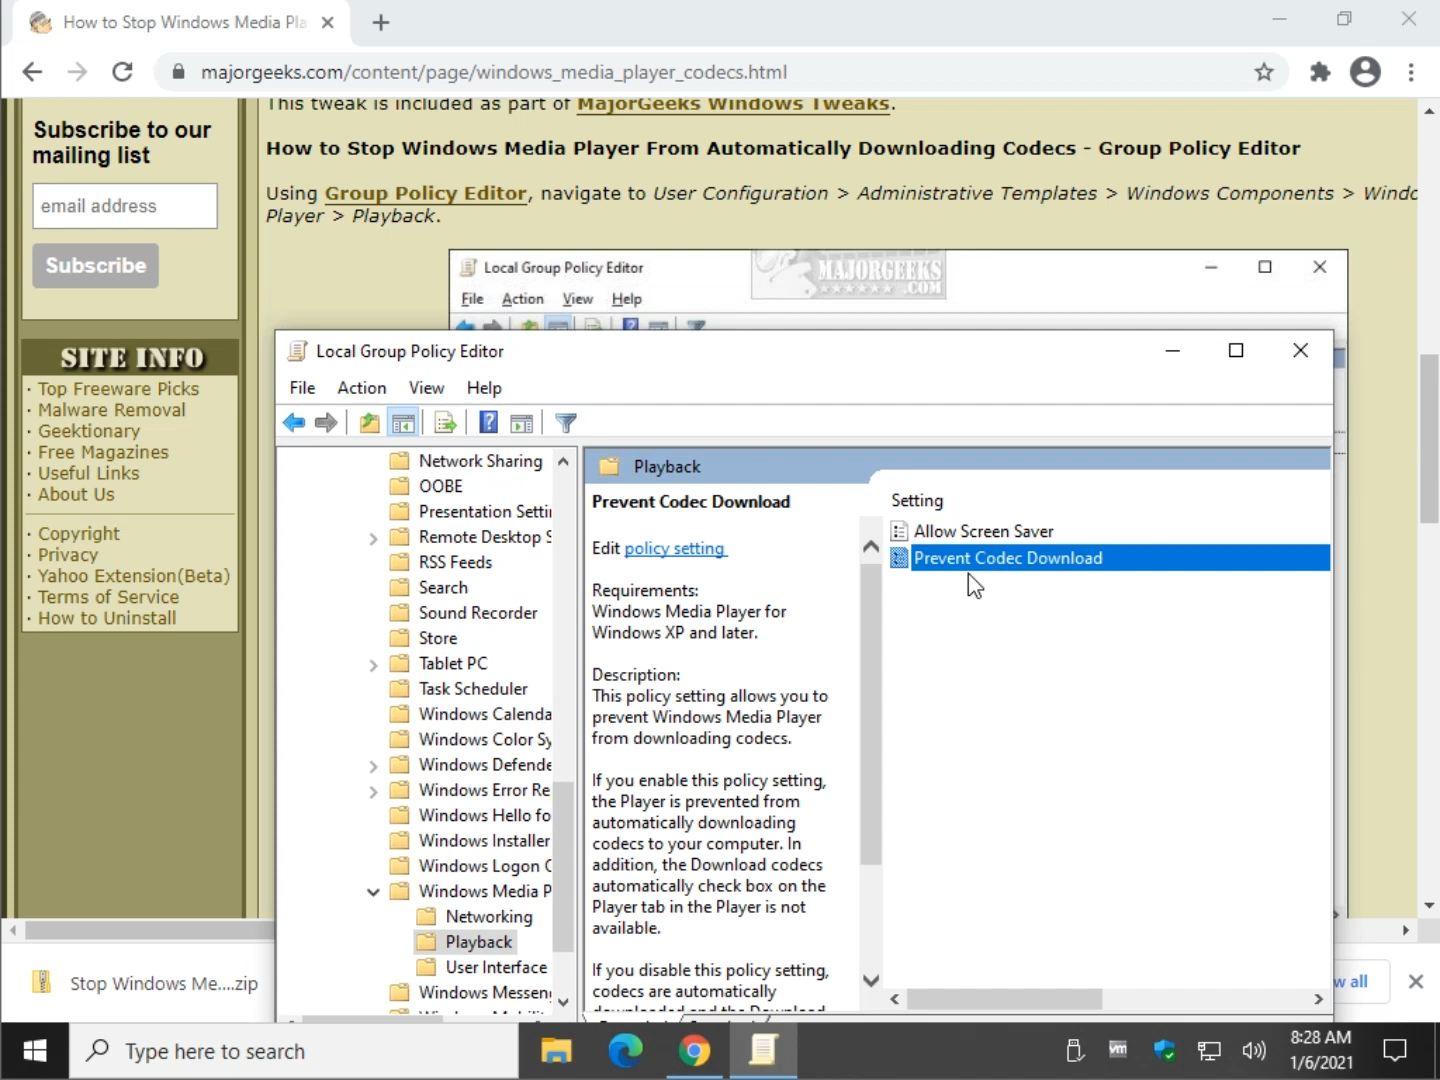 How to Stop Windows Media Pla
majorgeeks.com/content/page/windows_media_player_codecs.html
Subscribe to our
mailing list
email address
Subscribe
SITE INFO
· Top Freeware Picks
· Malware Removal
· Geektionary
· Free Magazines
· Useful Links
· About Us
· Copyright
· Privacy
· Yahoo Extension(Beta)
· Terms of Service
· How to Uninstall
This tweak is included as part of MajorGeeks Windows Tweaks.
How to Stop Windows Media Player From Automatically Downloading Codecs - Group Policy Editor
Using Group Policy Editor, navigate to User Configuration > Administrative Templates > Windows Components > Windo
Player > Playback.
Local Group Policy Editor
MAJORGEEKS
.COM
File Action View Help
Local Group Policy Editor
File Action View Help
Network Sharing
OOBE
Presentation Setti
Remote Desktop S
RSS Feeds
Search
Sound Recorder
Store
Tablet PC
Task Scheduler
Windows Calenda
Windows Color Sy
Windows Defende
Windows Error Re
Windows Hello fo
Windows Installer
Windows Logon O
Windows Media P
Networking
Playback
User Interface
Windows Messen
Playback
Prevent Codec Download
Edit policy setting
Requirements:
Windows Media Player for
Windows XP and later.
Description:
This policy setting allows you to
prevent Windows Media Player
from downloading codecs.
If you enable this policy setting,
the Player is prevented from
automatically downloading
codecs to your computer. In
addition, the Download codecs
automatically check box on the
Player tab in the Player is not
available.
If you disable this policy setting,
codecs are automatically
Setting
Allow Screen Saver
Prevent Codec Download
Stop Windows Me....zip
w all
Type here to search
vm
8:28 AM
1/6/2021